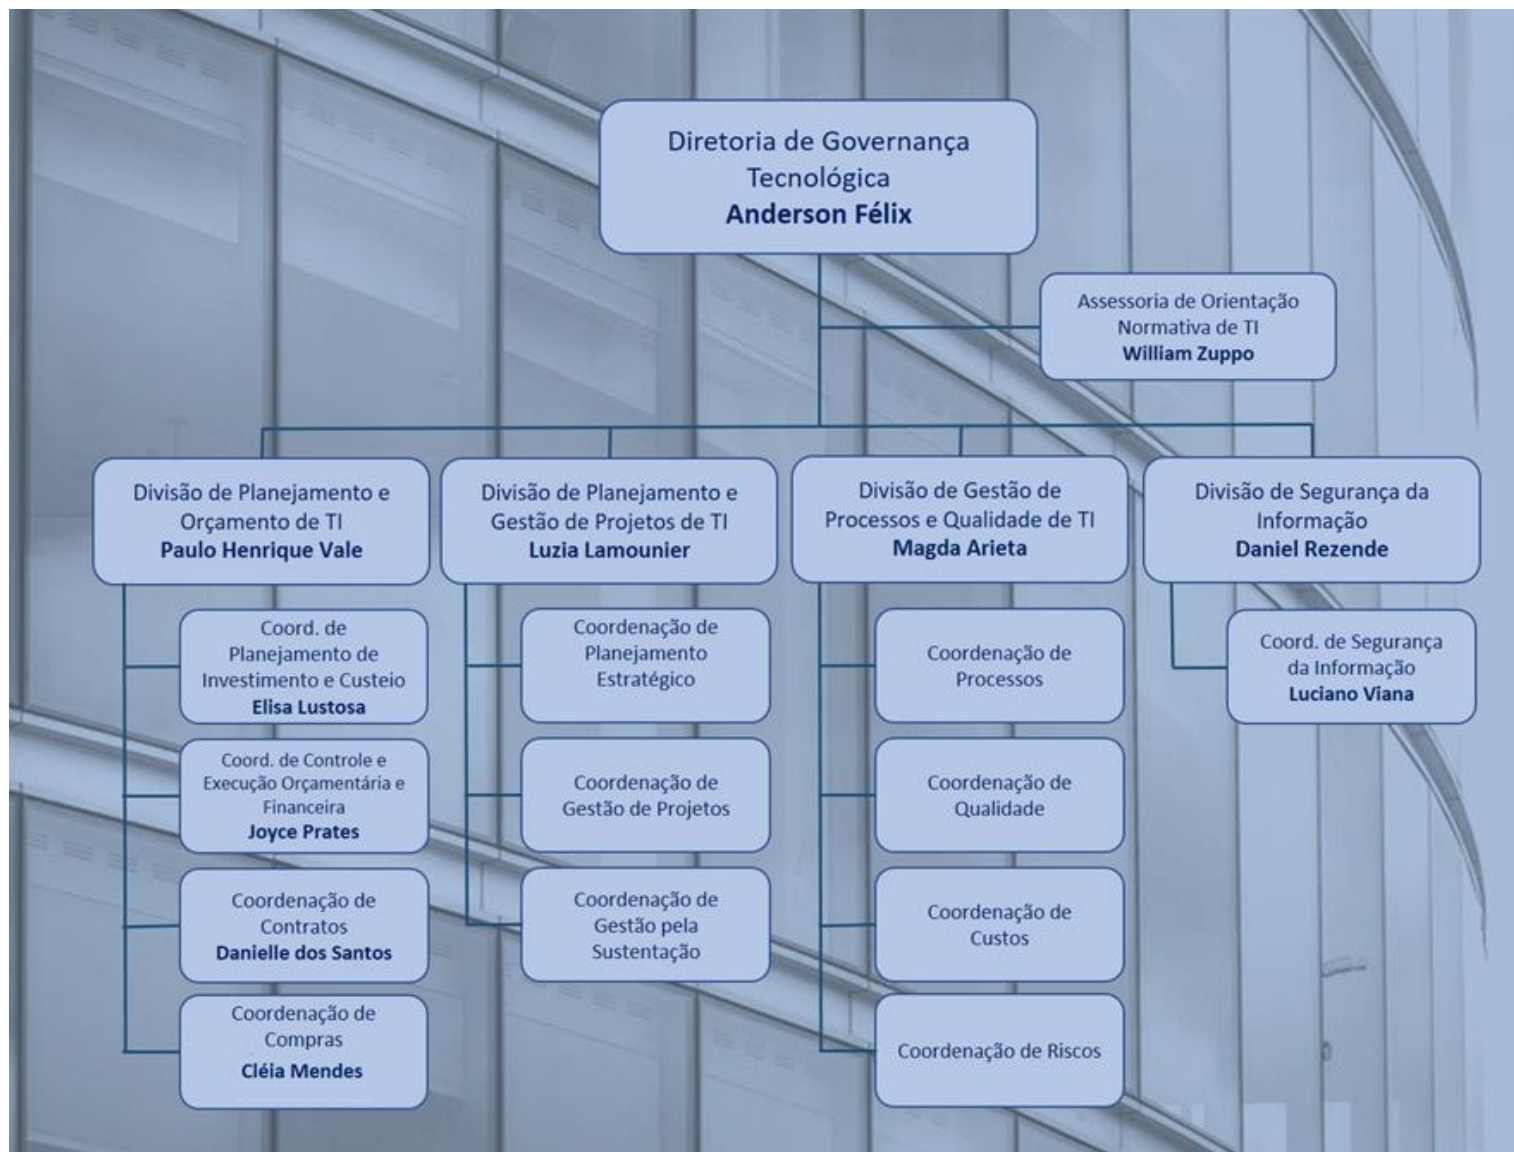 Diretoria de Governança
Tecnológica
Anderson Félix
Assessoria de Orientação
Normativa de TI
William Zuppo
Divisão de Planejamento e
Orçamento de TI
Paulo Henrique Vale
Coord. de
Planejamento de
Investimento e Custeio
Elisa Lustosa
Coord. de Controle e
Execução Orçamentária e
Financeira
Joyce Prates
Coordenação de
Contratos
Danielle dos Santos
Coordenação de
Compras
Cléia Mendes
Divisão de Planejamento e
Gestão de Projetos de TI
Luzia Lamounier
Coordenação de
Planejamento
Estratégico
Coordenação de
Gestão de Projetos
Coordenação de
Gestão pela
Sustentação
Divisão de Gestão de
Processos e Qualidade de TI
Magda Arieta
Coordenação de
Processos
Coordenação de
Qualidade
Coordenação de
Custos
Coordenação de Riscos
Divisão de Segurança da
Informação
Daniel Rezende
Coord. de Segurança
da Informação
Luciano Viana